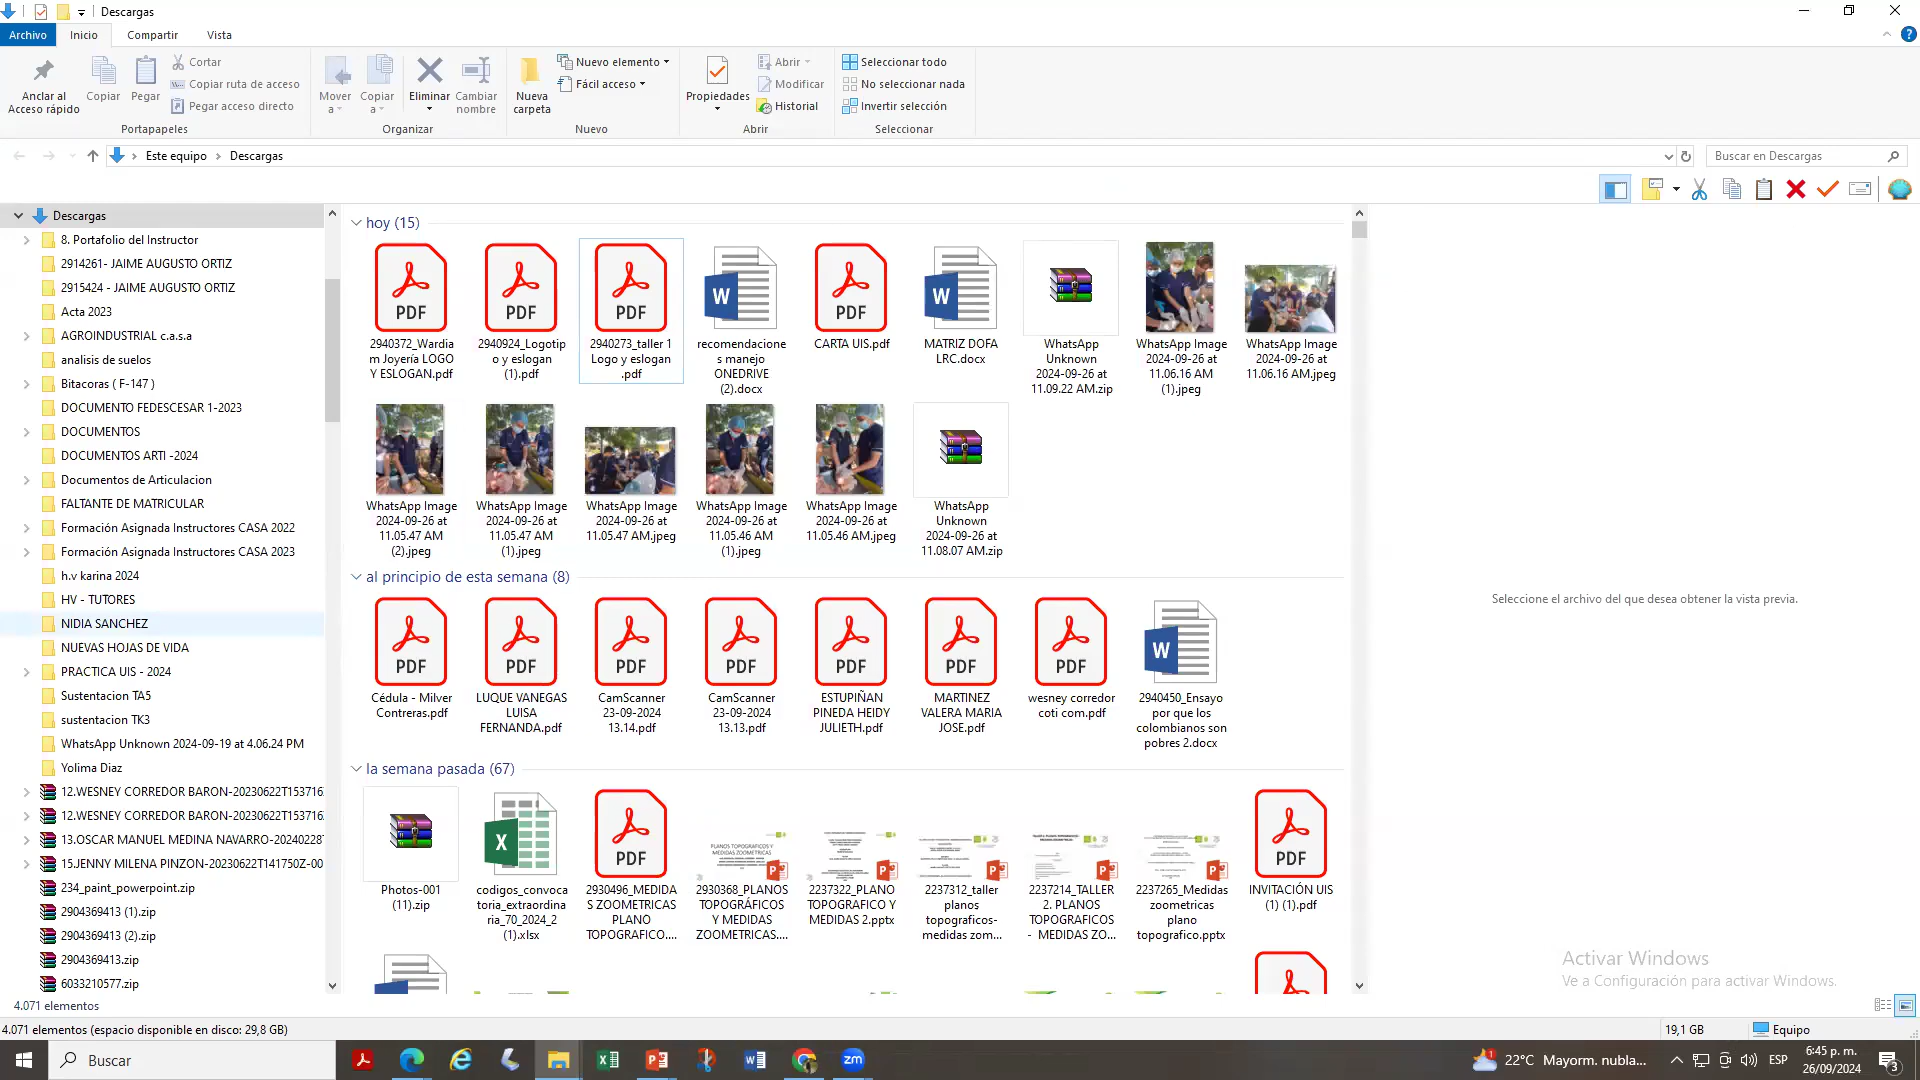 Descargas
Archivo
Inicio
Compartir
Vista
Anclar al
Acceso rápido
Copiar
Pegar
Cortar
Copiar ruta de acceso
Pegar acceso directo
Portapapeles
Mover
a
Copiar
a
Eliminar
Cambiar
nombre
Organizar
Nueva
carpeta
Nuevo elemento
Fácil acceso
Nuevo
Propiedades
Abrir
Modificar
Historial
Abrir
Seleccionar todo
No seleccionar nada
Invertir selección
Seleccionar
Este equipo
Descargas
Buscar en Descargas
Descargas
8. Portafolio del Instructor
2914261- JAIME AUGUSTO ORTIZ
2915424 - JAIME AUGUSTO ORTIZ
Acta 2023
AGROINDUSTRIAL c.a.s.a
analisis de suelos
Bitacoras ( F-147 )
DOCUMENTO FEDESCESAR 1-2023
DOCUMENTOS
DOCUMENTOS ARTI -2024
Documentos de Articulacion
FALTANTE DE MATRICULAR
Formación Asignada Instructores CASA 2022
Formación Asignada Instructores CASA 2023
h.v karina 2024
HV - TUTORES
NIDIA SANCHEZ
NUEVAS HOJAS DE VIDA
PRACTICA UIS - 2024
Sustentacion TA5
sustentacion TK3
WhatsApp Unknown 2024-09-19 at 4.06.24 PM
Yolima Diaz
12.WESNEY CORREDOR BARON-20230622T153716
12.WESNEY CORREDOR BARON-20230622T153716
13.OSCAR MANUEL MEDINA NAVARRO-20240228
15.JENNY MILENA PINZON-20230622T141750Z-00
234_paint_powerpoint.zip
2904369413 (1).zip
2904369413 (2).zip
2904369413.zip
6033210577.zip
hoy (15)
PDF
PDF
PDF
W
PDF
W
2940372_Wardia
m Joyería LOGO
Y ESLOGAN.pdf
2940924_Logotip
o y eslogan
(1).pdf
2940273_taller 1
Logo y eslogan
.pdf
recomendacione
s manejo
ONEDRIVE
(2).docx
CARTA UIS.pdf
MATRIZ DOFA
LRC.docx
WhatsApp
Unknown
2024-09-26 at
11.09.22 AM.zip
WhatsApp Image
2024-09-26 at
11.06.16 AM
(1).jpeg
WhatsApp Image
2024-09-26 at
11.06.16 AM.jpeg
WhatsApp Image
2024-09-26 at
11.05.47 AM
(2).jpeg
WhatsApp Image
2024-09-26 at
11.05.47 AM
(1).jpeg
WhatsApp Image
2024-09-26 at
11.05.47 AM.jpeg
WhatsApp Image
2024-09-26 at
11.05.46 AM
(1).jpeg
WhatsApp Image
2024-09-26 at
11.05.46 AM.jpeg
WhatsApp
Unknown
2024-09-26 at
11.08.07 AM.zip
al principio de esta semana (8)
PDF
PDF
PDF
PDF
PDF
PDF
PDF
W
Cédula - Milver
Contreras.pdf
LUQUE VANEGAS
LUISA
FERNANDA.pdf
CamScanner
23-09-2024
13.14.pdf
CamScanner
23-09-2024
13.13.pdf
ESTUPIÑAN
PINEDA HEIDY
JULIETH.pdf
MARTINEZ
VALERA MARIA
JOSE.pdf
wesney corredor
coti com.pdf
2940450_Ensayo
por que los
colombianos son
pobres 2.docx
la semana pasada (67)
X
PDF
PLANOS TOPOGRAFICOS Y
MEDIDAS ZOOMETRICAS
PDF
Photos-001
(11).zip
codigos_convoca
toria_extraordina
ria_70_2024_2
(1).xlsx
2930496_MEDIDA
S ZOOMETRICAS
PLANO
TOPOGRAFICO....
2930368_PLANOS
TOPOGRÁFICOS
Y MEDIDAS
ZOOMETRICAS....
2237322_PLANO
TOPOGRAFICO Y
MEDIDAS 2.pptx
2237312_taller
planos
topograficos-
medidas zom...
2237214_TALLER
2. PLANOS
TOPOGRAFICOS
- MEDIDAS ZO...
2237265_Medidas
zoometricas
plano
topografico.pptx
INVITACIÓN UIS
(1) (1).pdf
Seleccione el archivo del que desea obtener la vista previa.
Activar Windows
Ve a Configuración para activar Windows.
4.071 elementos
4.071 elementos (espacio disponible en disco: 29,8 GB)
19,1 GB
Equipo
Buscar
zm
22°C Mayorm. nubla...
ESP
6:45 p. m.
26/09/2024
3